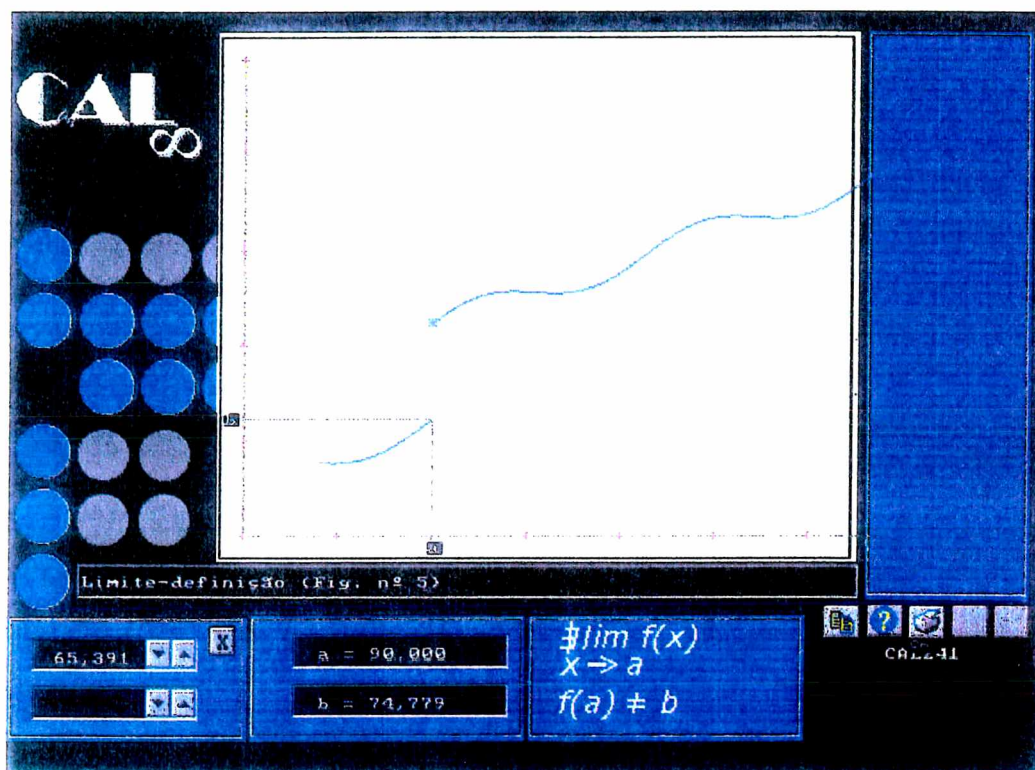 CAL
∞
Limite-definição (Fig. nº 5)
65,391
X
a = 90,000
b = 74,779
∄lim f(x)
x → a
f(a) ≠ b
?
CAL241